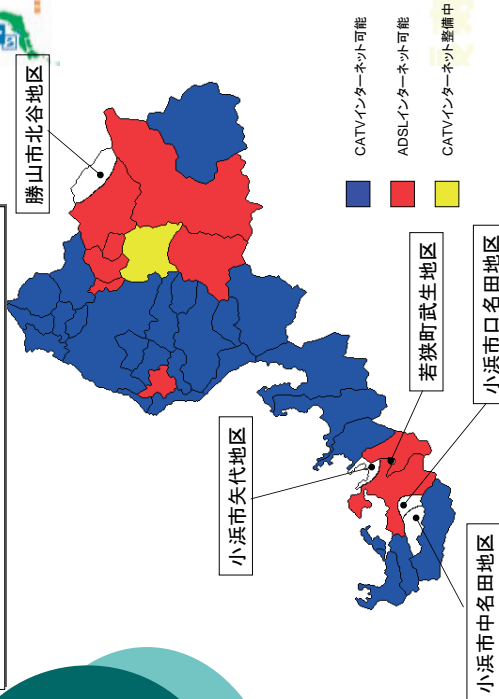 勝山市北谷地区
CATVインターネット可能
ADSLインターネット可能
CATVインターネット整備中
若狭町武生地区
小浜市口名田地区
小浜市矢代地区
小浜市中名田地区